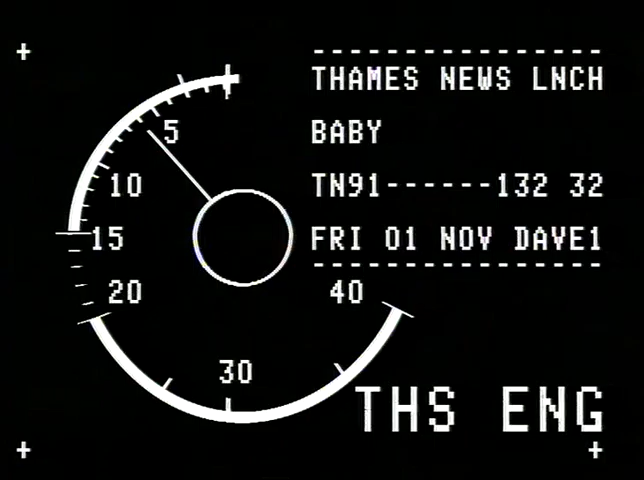 ----------------
THAMES NEWS LNCH
BABY
TN91------132 32
FRI 01 NOV DAVE1
----------------
5
10
15
20
40
30
THS ENG